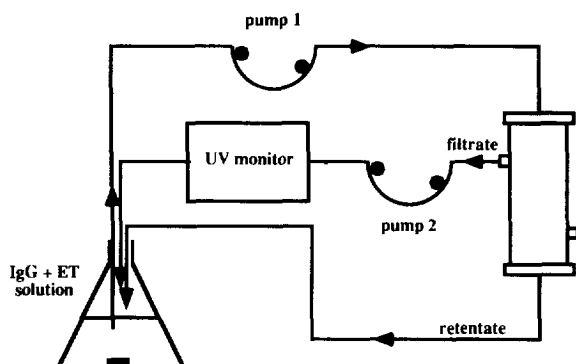 pump 1
filtrate
UV monitor
pump 2
IgG + ET
solution
retentate